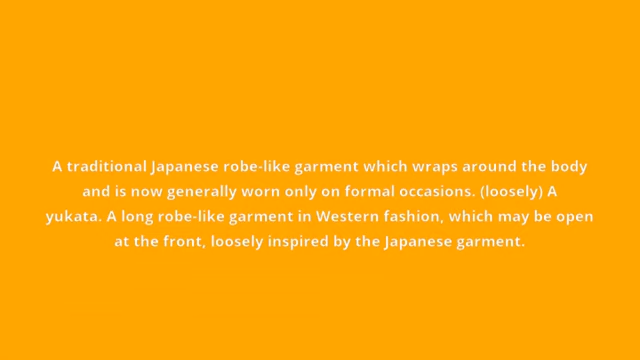 A traditional Japanese robe-like garment which wraps around the body
and is now generally worn only on formal occasions. (loosely) A
yukata. A long robe-like garment in Western fashion, which may be open
at the front, loosely inspired by the Japanese garment.